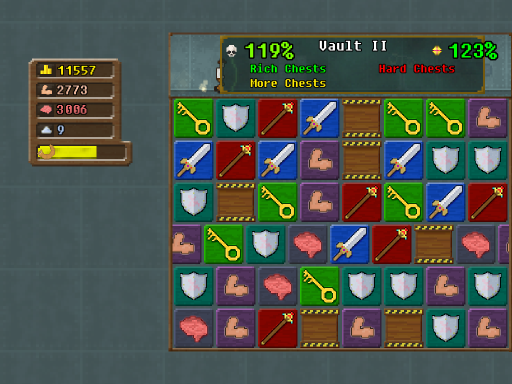 119%
Vault II
123%
Rich Chests
Hard Chests
More Chests
11557
2773
3006
9